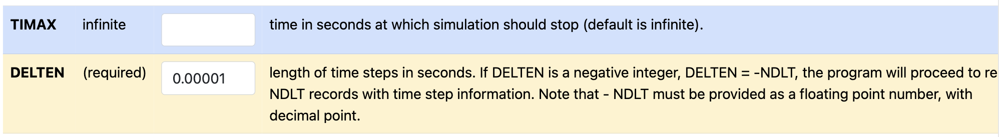 TIMAX infinite time in seconds at which simulation should stop (default is infinite).
DELTEN (required) 0.00001 length of time steps in seconds. If DELTEN is a negative integer, DELTEN = -NDLT, the program will proceed to re
NDLT records with time step information. Note that - NDLT must be provided as a floating point number, with
decimal point.